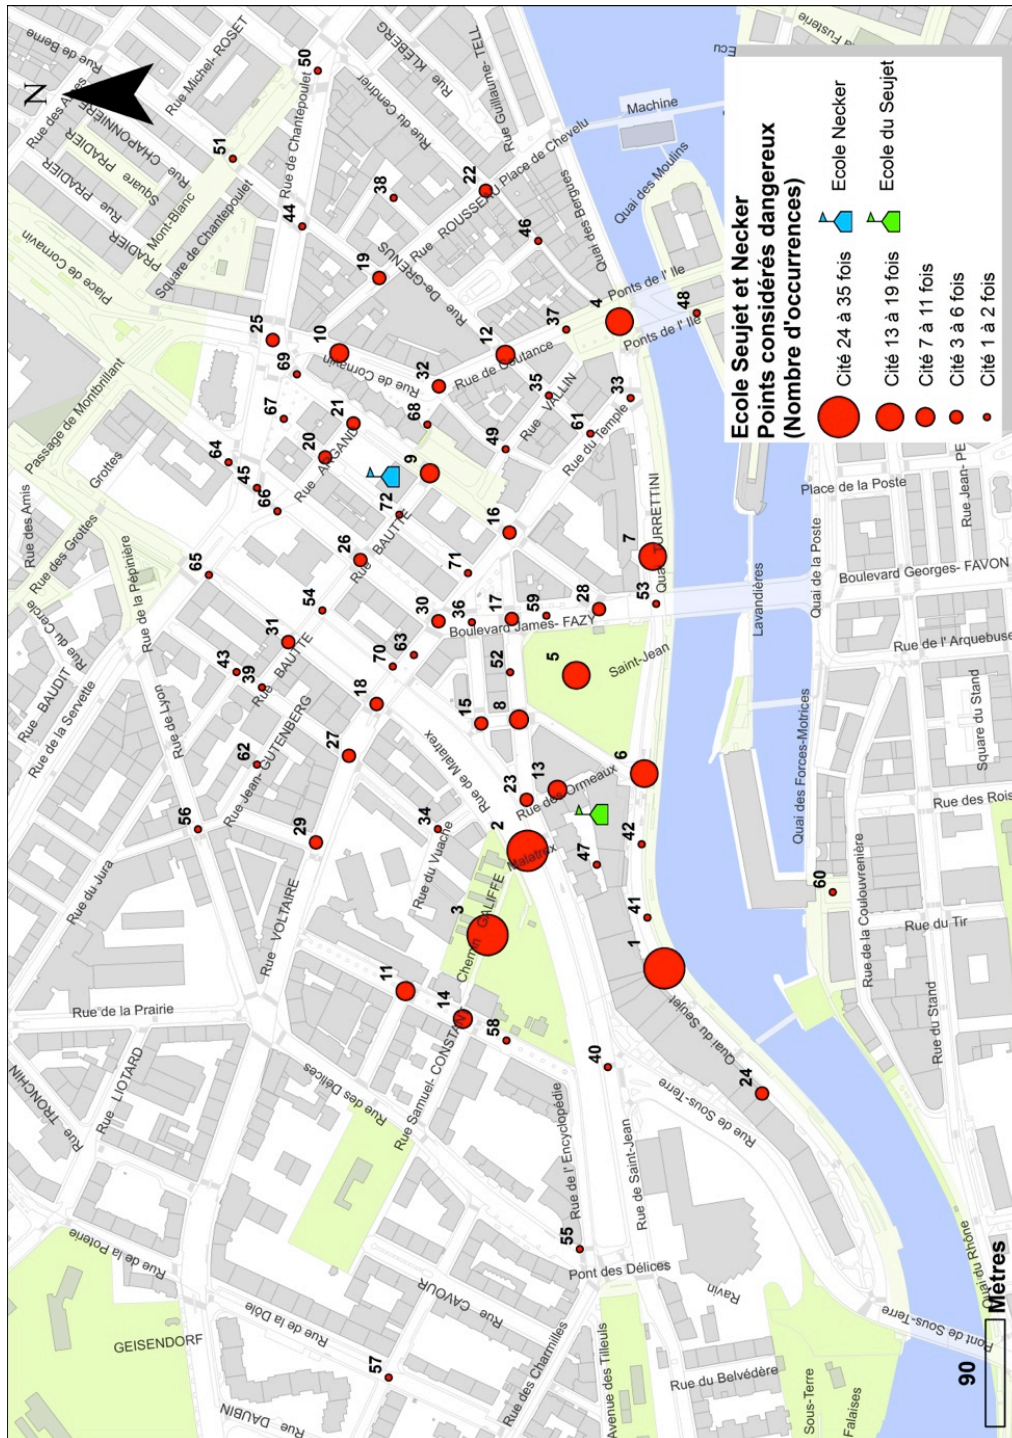 N
Ecole Seujet et Necker
Points considérés dangereux
(Nombre d'occurrences)
Cité 24 à 35 fois
Cité 13 à 19 fois
Cité 7 à 11 fois
Cité 3 à 6 fois
Cité 1 à 2 fois
Ecole Necker
Ecole du Seujet
90
Mètres
Rue de Berne
Rue des Alpes
Rue Michel- ROSET
Rue CHAPONNIÈRE
Square PRADIER
Rue PRADIER
PRADIER
Mont-Blanc
Square de Chantepoulet
Rue de Chantepoulet
Place de Cornavin
Passage de Montbrillant
Rue KLÉBERG
Rue du Cendrier
Rue Guillaume- TELL
Rue ROUSSEAU
Place de Chevelu
Rue De-GRENUS
Quai des Bergues
Machine
Ecu
Fusterie
Quai des Moulins
Ponts de l' Ile
Ponts de l' Ile
Rue de Cornavin
Rue de Coutance
Rue VALLIN
Rue du Temple
Rue ARGAND
Rue BAUTTE
Rue BAUTTE
Grottes
Rue des Amis
Rue des Grottes
Rue du Cercle
Rue de la Pépinière
Rue BAUDIT
Rue de la Servette
Rue de Lyon
Rue Jean- GUTENBERG
Rue du Jura
Rue VOLTAIRE
Rue de Malatrex
Malatrex
Rue du Vuache
Chemin GALIFFE
Rue des Ormeaux
Boulevard James- FAZY
Saint-Jean
Quai TURRETTINI
Lavandières
Quai de la Poste
Place de la Poste
Rue Jean- PE
Boulevard Georges- FAVON
Rue de l' Arquebuse
Square du Stand
Rue des Rois
Quai des Forces-Motrices
Rue de la Coulouvrenière
Rue du Tir
Rue du Stand
Rue de la Prairie
Rue LIOTARD
Rue TRONCHIN
Rue des Délices
Rue Samuel- CONSTANT
Rue de l' Encyclopédie
Rue de Saint-Jean
Rue de Sous-Terre
Quai du Seujet
Pont des Délices
Ravin
Rue de la Poterie
Rue de la Dôle
Rue CAVOUR
Rue des Charmilles
Avenue des Tilleuls
GEISENDORF
Rue DAUBIN
Rue du Belvédère
Sous-Terre
Falaises
Pont de Sous-Terre
Quai du Rhône
50
51
44
38
22
46
19
25
10
69
12
37
4
48
32
35
33
67
21
68
61
20
49
64
45
66
9
72
16
7
26
71
65
54
30
36
17
59
28
53
31
63
70
52
5
43
39
18
15
8
62
27
23
13
6
56
29
34
2
47
42
60
3
41
1
11
14
58
40
24
55
57